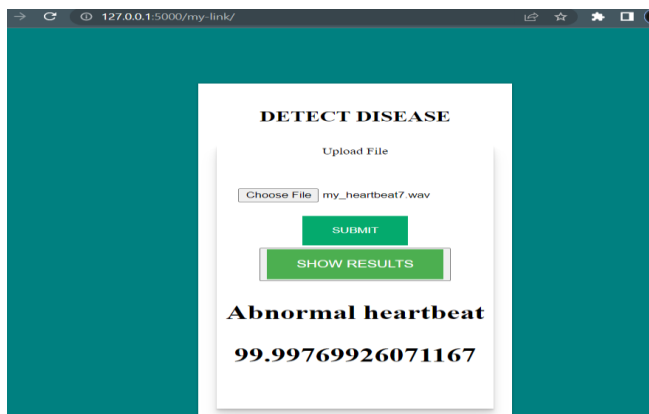 127.0.0.1:5000/my-link/
DETECT DISEASE
Upload File
Choose File my_heartbeat7.wav
SUBMIT
SHOW RESULTS
Abnormal heartbeat
99.99769926071167